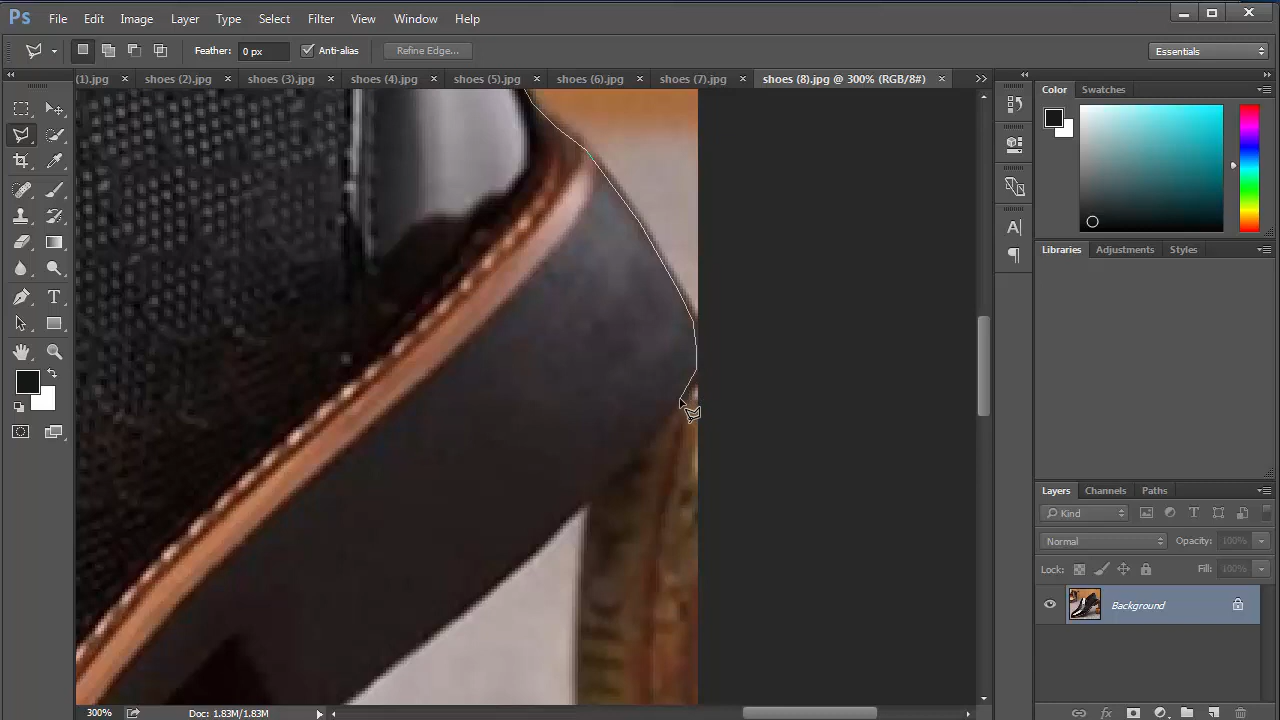 Ps File Edit Image Layer Type Select Filter View Window Help
Feather: 0 px Anti-alias Refine Edge... Essentials
(1).jpg shoes (2).jpg shoes (3).jpg shoes (4).jpg shoes (5).jpg shoes (6).jpg shoes (7).jpg shoes (8).jpg @ 300% (RGB/8#)
Color Swatches
Libraries Adjustments Styles
Layers Channels Paths
Kind
Normal Opacity: 100%
Lock: Fill: 100%
Background
300% Doc: 1.83M/1.83M